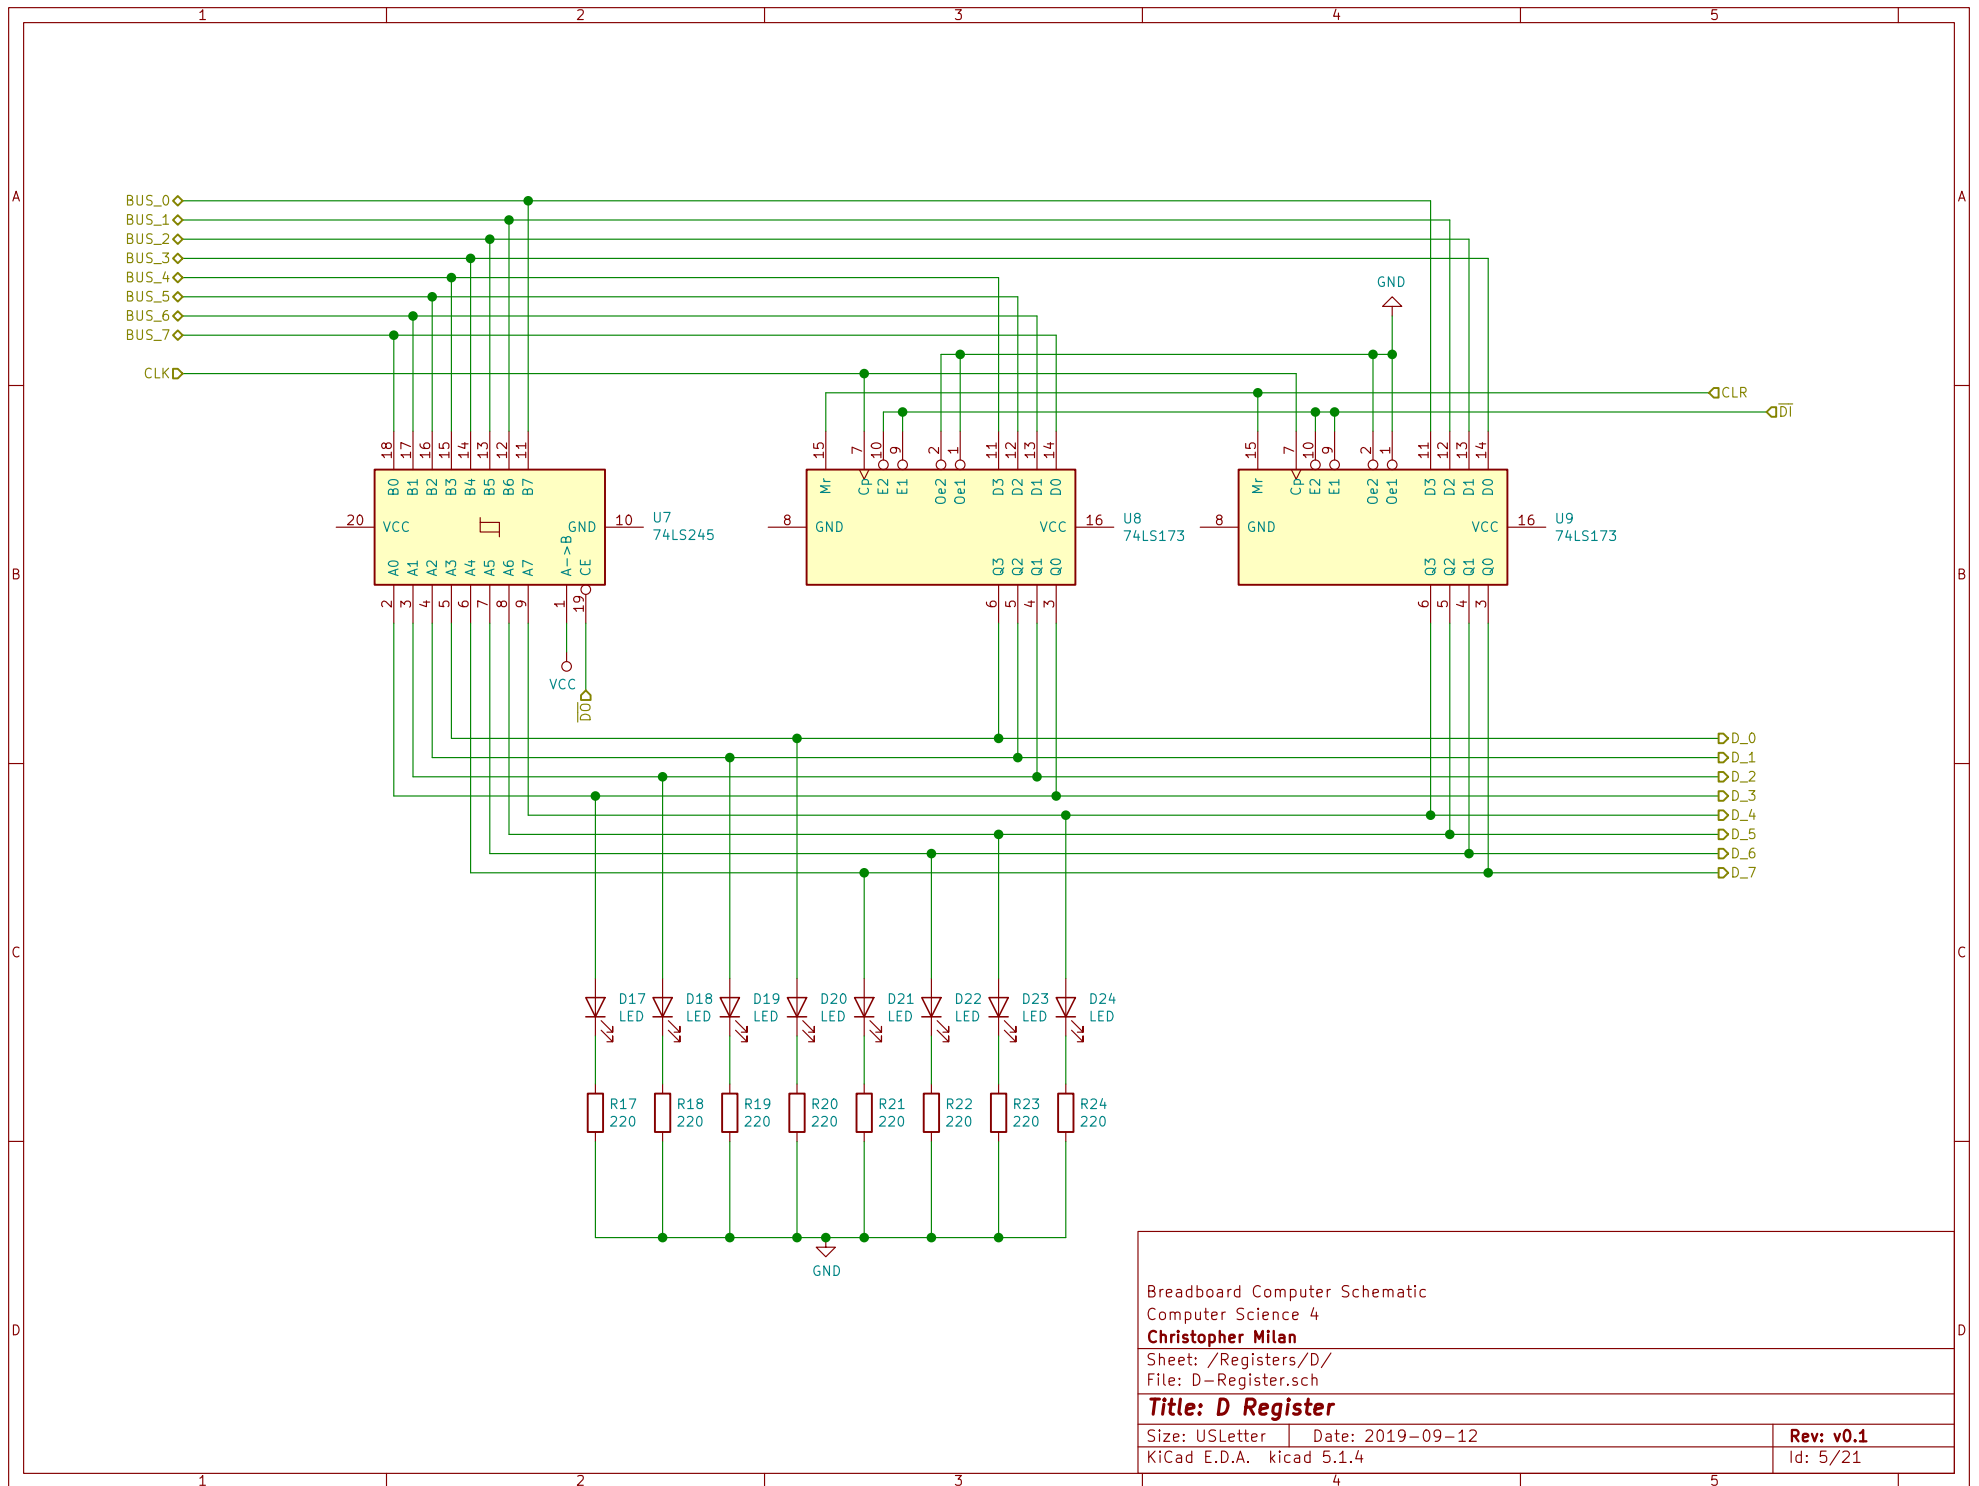 1 2 3 4 5
A A
BUS_0
BUS_1
BUS_2
BUS_3
BUS_4
BUS_5
BUS_6
BUS_7
GND
CLK
CLR
DI
18 17 16 15 14 13 12 11
15 7 10 9 2 1 11 12 13 14
15 7 10 9 2 1 11 12 13 14
B0 B1 B2 B3 B4 B5 B6 B7
Mr Cp E2 E1 Oe2 Oe1 D3 D2 D1 D0
Mr Cp E2 E1 Oe2 Oe1 D3 D2 D1 D0
20 VCC GND 10
U7
74LS245
8 GND VCC 16
U8
74LS173
8 GND VCC 16
U9
74LS173
A0 A1 A2 A3 A4 A5 A6 A7 A->B CE
Q3 Q2 Q1 Q0
Q3 Q2 Q1 Q0
B B
2 3 4 5 6 7 8 9 1 19
6 5 4 3
6 5 4 3
VCC
DO
D_0
D_1
D_2
D_3
D_4
D_5
D_6
D_7
C C
D17 D18 D19 D20 D21 D22 D23 D24
LED LED LED LED LED LED LED LED
R17 R18 R19 R20 R21 R22 R23 R24
220 220 220 220 220 220 220 220
GND
D D
Breadboard Computer Schematic
Computer Science 4
Christopher Milan
Sheet: /Registers/D/
File: D-Register.sch
Title: D Register
Size: USLetter Date: 2019-09-12 Rev: v0.1
KiCad E.D.A. kicad 5.1.4 Id: 5/21
1 2 3 4 5